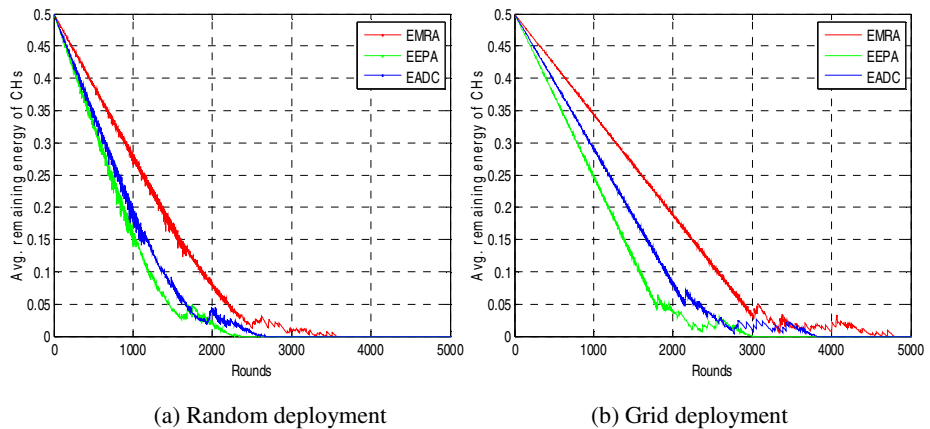 0.5
0.45
0.4
0.35
0.3
0.25
0.2
0.15
0.1
0.05
0
Avg. remaining energy of CHs
0 1000 2000 3000 4000 5000
Rounds
EMRA
EEPA
EADC
(a) Random deployment
0.5
0.45
0.4
0.35
0.3
0.25
0.2
0.15
0.1
0.05
0
Avg. remaining energy of CHs
0 1000 2000 3000 4000 5000
Rounds
EMRA
EEPA
EADC
(b) Grid deployment